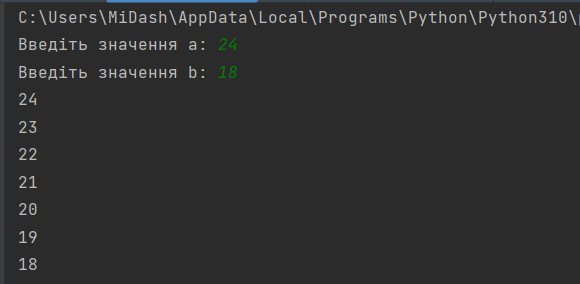 C:\Users\MiDash\AppData\Local\Programs\Python\Python310\
Введіть значення a: 24
Введіть значення b: 18
24
23
22
21
20
19
18